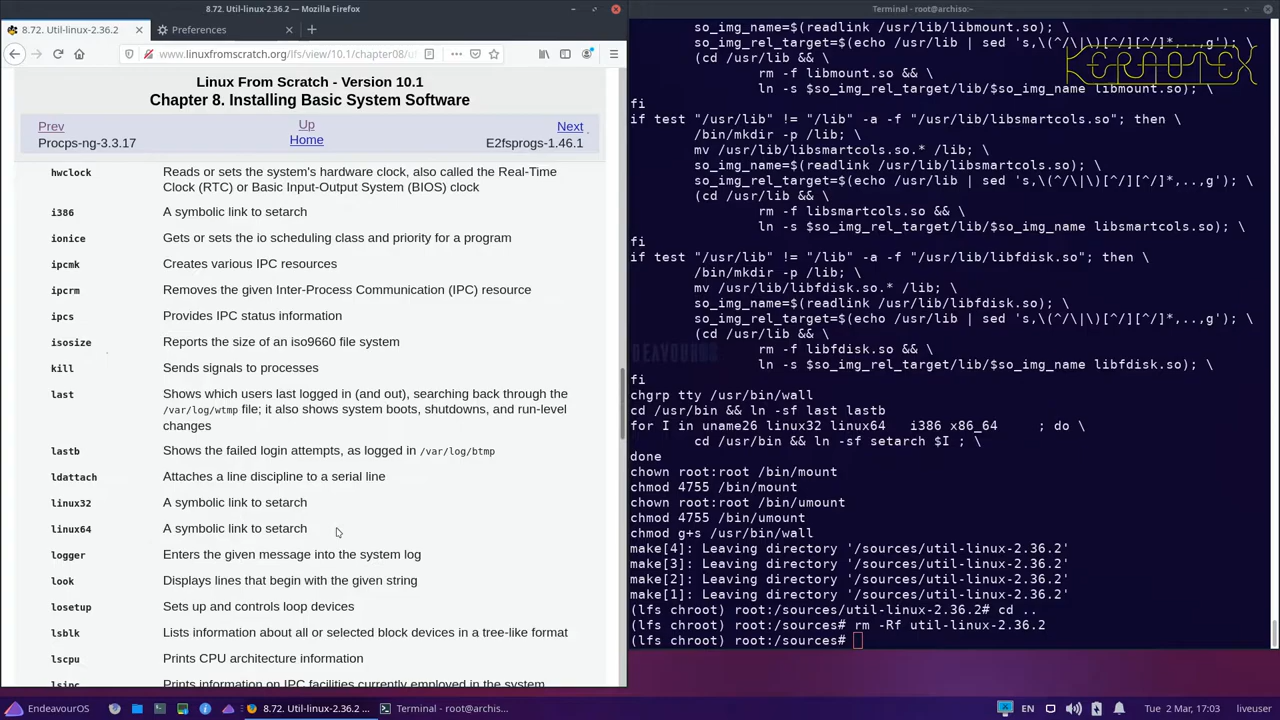 8.72. Util-linux-2.36.2 — Mozilla Firefox
8.72. Util-linux-2.36.2
Preferences
www.linuxfromscratch.org/lfs/view/10.1/chapter08/u
Linux From Scratch - Version 10.1
Chapter 8. Installing Basic System Software
Prev
Up
Next
Procps-ng-3.3.17
Home
E2fsprogs-1.46.1
hwclock Reads or sets the system's hardware clock, also called the Real-Time
Clock (RTC) or Basic Input-Output System (BIOS) clock
i386 A symbolic link to setarch
ionice Gets or sets the io scheduling class and priority for a program
ipcmk Creates various IPC resources
ipcrm Removes the given Inter-Process Communication (IPC) resource
ipcs Provides IPC status information
isosize Reports the size of an iso9660 file system
kill Sends signals to processes
last Shows which users last logged in (and out), searching back through the
/var/log/wtmp file; it also shows system boots, shutdowns, and run-level
changes
lastb Shows the failed login attempts, as logged in /var/log/btmp
ldattach Attaches a line discipline to a serial line
linux32 A symbolic link to setarch
linux64 A symbolic link to setarch
logger Enters the given message into the system log
look Displays lines that begin with the given string
losetup Sets up and controls loop devices
lsblk Lists information about all or selected block devices in a tree-like format
lscpu Prints CPU architecture information
lsipc Prints information on IPC facilities currently employed in the system
Terminal - root@archiso:~
KERNOTEX
so_img_name=$(readlink /usr/lib/libmount.so); \
so_img_rel_target=$(echo /usr/lib | sed 's,\(^/\|\)[^/][^/]*,..,g'); \
(cd /usr/lib && \
rm -f libmount.so && \
ln -s $so_img_rel_target/lib/$so_img_name libmount.so); \
fi
if test "/usr/lib" != "/lib" -a -f "/usr/lib/libsmartcols.so"; then \
/bin/mkdir -p /lib; \
mv /usr/lib/libsmartcols.so.* /lib; \
so_img_name=$(readlink /usr/lib/libsmartcols.so); \
so_img_rel_target=$(echo /usr/lib | sed 's,\(^/\|\)[^/][^/]*,..,g'); \
(cd /usr/lib && \
rm -f libsmartcols.so && \
ln -s $so_img_rel_target/lib/$so_img_name libsmartcols.so); \
fi
if test "/usr/lib" != "/lib" -a -f "/usr/lib/libfdisk.so"; then \
/bin/mkdir -p /lib; \
mv /usr/lib/libfdisk.so.* /lib; \
so_img_name=$(readlink /usr/lib/libfdisk.so); \
so_img_rel_target=$(echo /usr/lib | sed 's,\(^/\|\)[^/][^/]*,..,g'); \
(cd /usr/lib && \
rm -f libfdisk.so && \
ln -s $so_img_rel_target/lib/$so_img_name libfdisk.so); \
fi
chgrp tty /usr/bin/wall
cd /usr/bin && ln -sf last lastb
for I in uname26 linux32 linux64 i386 x86_64 ; do \
cd /usr/bin && ln -sf setarch $I ; \
done
chown root:root /bin/mount
chmod 4755 /bin/mount
chown root:root /bin/umount
chmod 4755 /bin/umount
chmod g+s /usr/bin/wall
make[4]: Leaving directory '/sources/util-linux-2.36.2'
make[3]: Leaving directory '/sources/util-linux-2.36.2'
make[2]: Leaving directory '/sources/util-linux-2.36.2'
make[1]: Leaving directory '/sources/util-linux-2.36.2'
(lfs chroot) root:/sources/util-linux-2.36.2# cd ..
(lfs chroot) root:/sources# rm -Rf util-linux-2.36.2
(lfs chroot) root:/sources#
EndeavourOS
8.72. Util-linux-2.36.2 ...
Terminal - root@archis...
EN
Tue 2 Mar, 17:03
liveuser